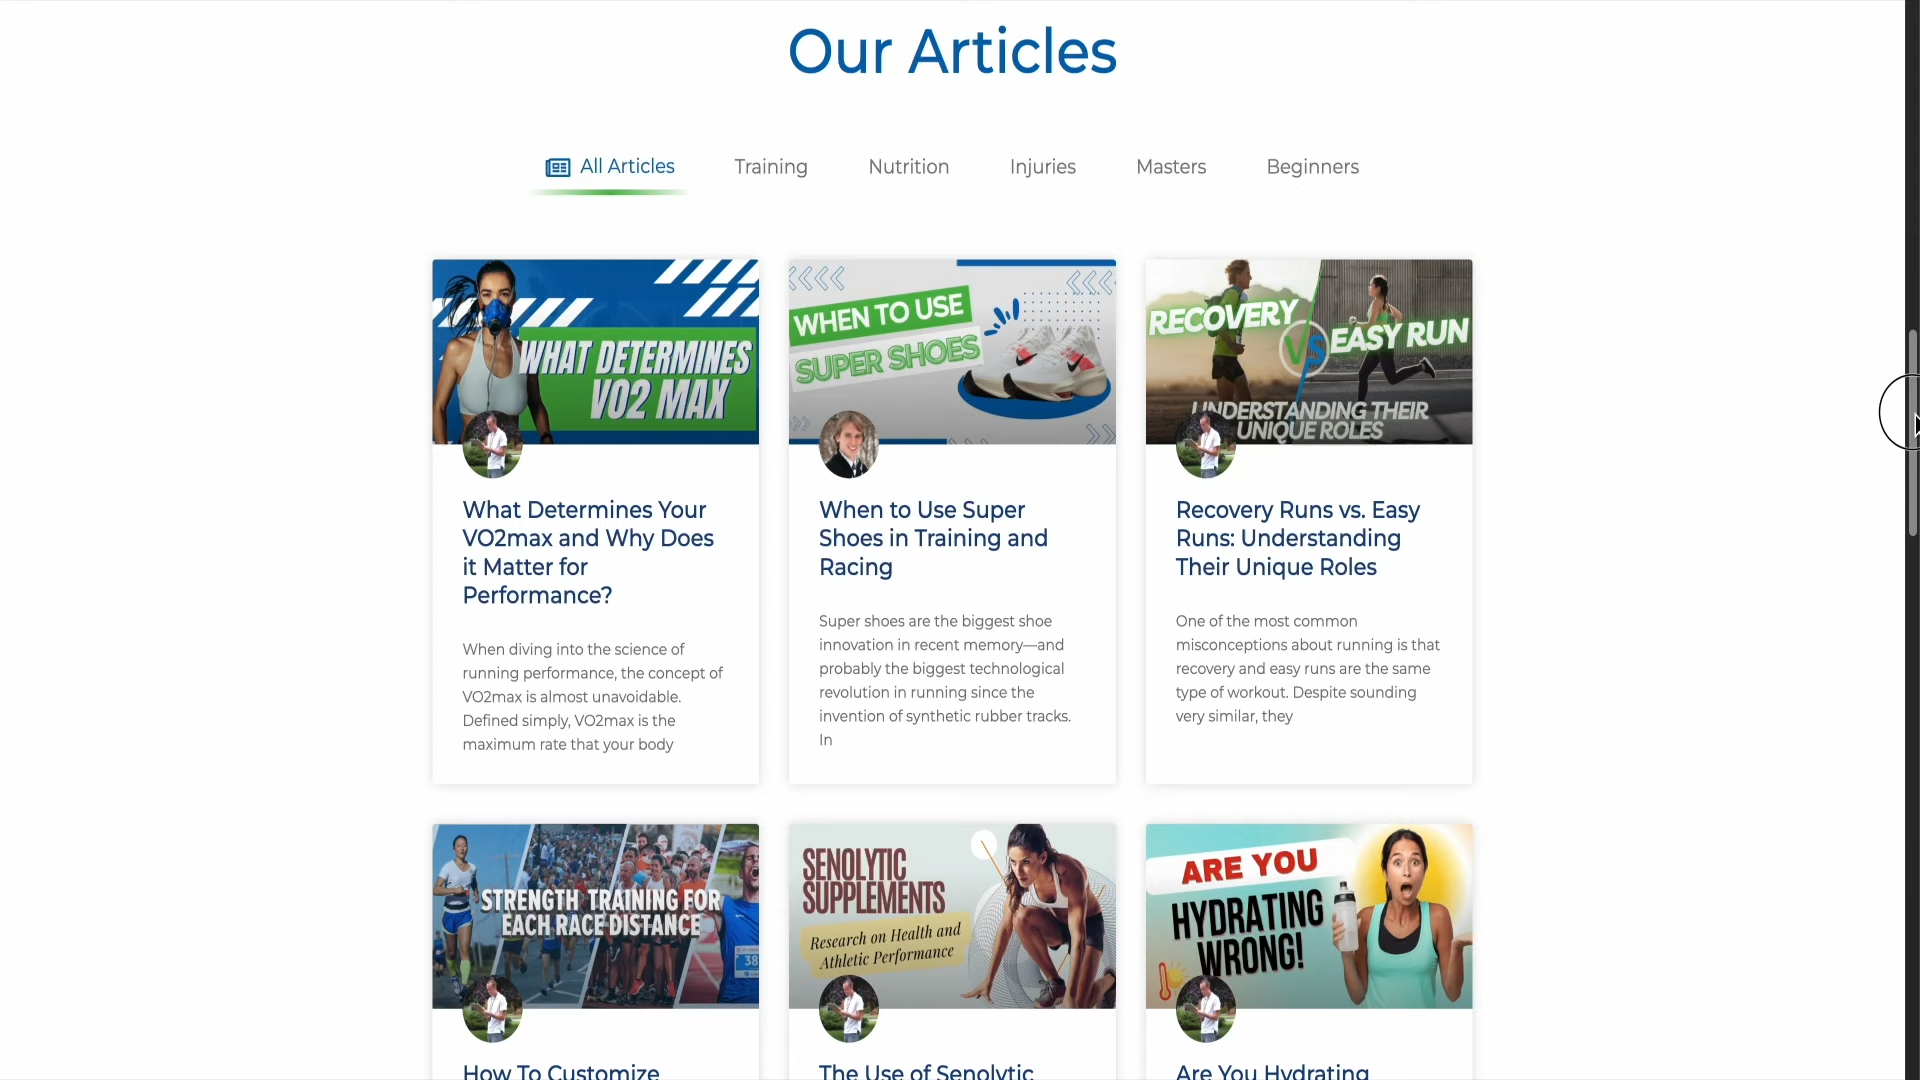 Our Articles
All Articles
Training
Nutrition
Injuries
Masters
Beginners
WHAT DETERMINES
VO2 MAX
What Determines Your
VO2max and Why Does
it Matter for
Performance?
When diving into the science of
running performance, the concept of
VO2max is almost unavoidable.
Defined simply, VO2max is the
maximum rate that your body
WHEN TO USE
SUPER SHOES
When to Use Super
Shoes in Training and
Racing
Super shoes are the biggest shoe
innovation in recent memory—and
probably the biggest technological
revolution in running since the
invention of synthetic rubber tracks.
In
RECOVERY
VS
EASY RUN
UNDERSTANDING THEIR
UNIQUE ROLES
Recovery Runs vs. Easy
Runs: Understanding
Their Unique Roles
One of the most common
misconceptions about running is that
recovery and easy runs are the same
type of workout. Despite sounding
very similar, they
STRENGTH TRAINING FOR
EACH RACE DISTANCE
38
How To Customize
SENOLYTIC
SUPPLEMENTS
Research on Health and
Athletic Performance
The Use of Senolytic
ARE YOU
HYDRATING
WRONG!
Are You Hydrating